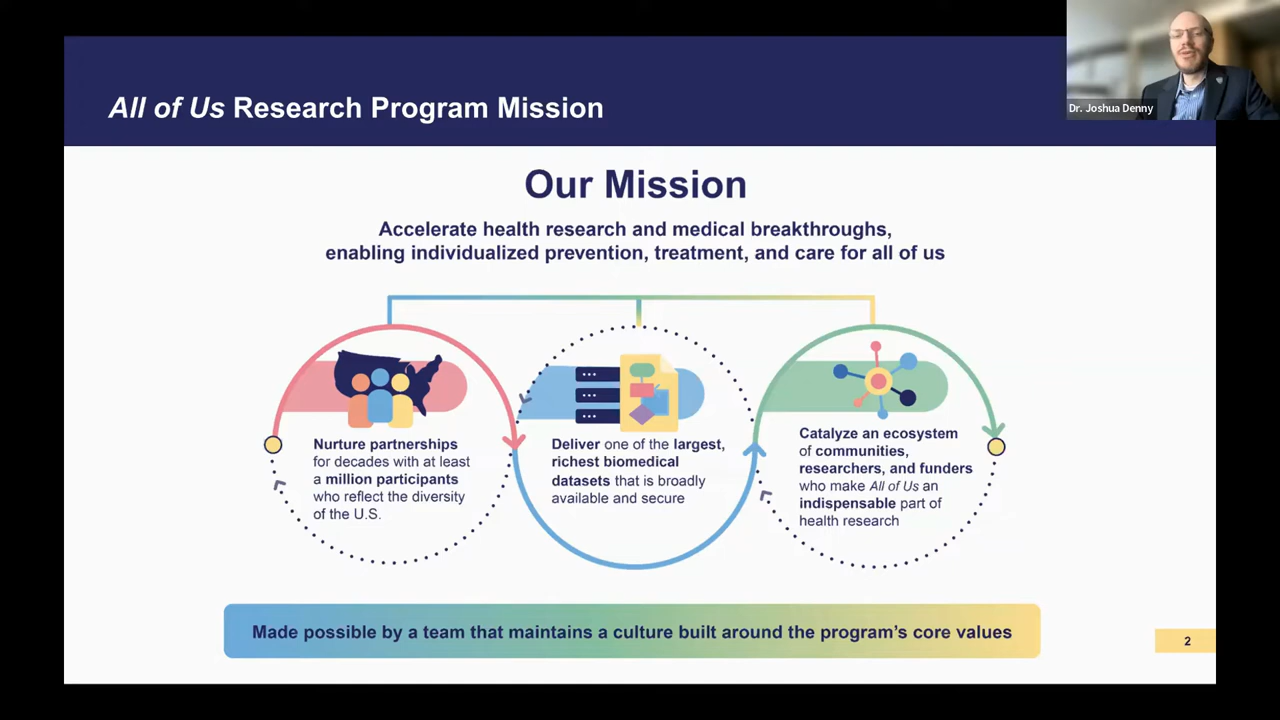 All of Us Research Program Mission
Dr. Joshua Denny
Our Mission
Accelerate health research and medical breakthroughs,
enabling individualized prevention, treatment, and care for all of us
Nurture partnerships
for decades with at least
a million participants
who reflect the diversity
of the U.S.
Deliver one of the largest,
richest biomedical
datasets that is broadly
available and secure
Catalyze an ecosystem
of communities,
researchers, and funders
who make All of Us an
indispensable part of
health research
Made possible by a team that maintains a culture built around the program's core values
2